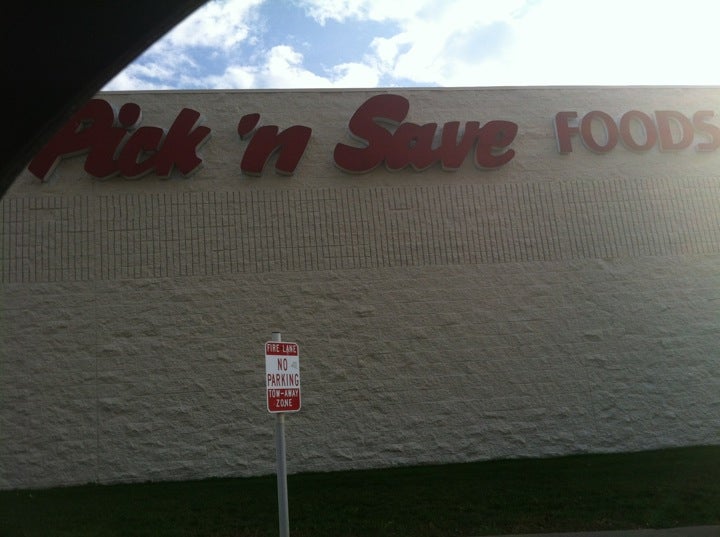 Pick 'n Save FOODS
FIRE LANE
NO
PARKING
TOW-AWAY
ZONE